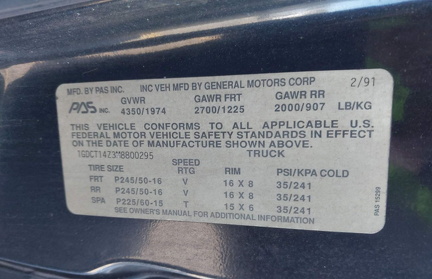 MFD. BY PAS INC. INC VEH MFD BY GENERAL MOTORS CORP 2/91
PAS INC. GVWR GAWR FRT GAWR RR
4350/1974 2700/1225 2000/907 LB/KG
THIS VEHICLE CONFORMS TO ALL APPLICABLE U.S.
FEDERAL MOTOR VEHICLE SAFETY STANDARDS IN EFFECT
ON THE DATE OF MANUFACTURE SHOWN ABOVE.
TRUCK
TIRE SIZE SPEED RTG RIM PSI/KPA COLD
FRT P245/50-16 V 16 X 8 35/241
RR P245/50-16 V 16 X 8 35/241
SPA P225/60-15 T 15 X 6 35/241
SEE OWNER'S MANUAL FOR ADDITIONAL INFORMATION